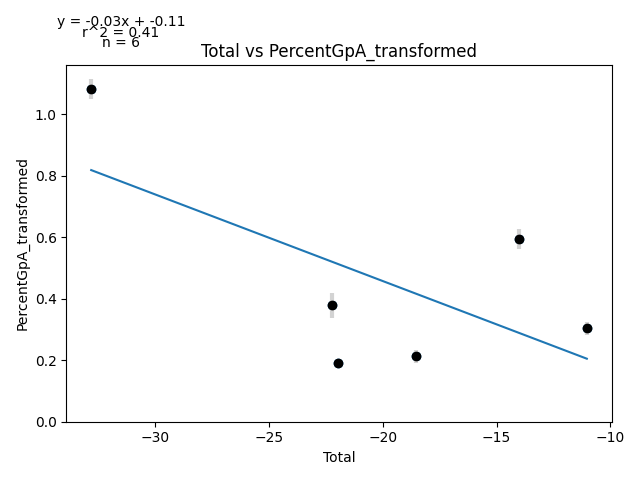 y = -0.03x + -0.11
r^2 = 0.41
n = 6
Total vs PercentGpA_transformed
PercentGpA_transformed
1.0
0.8
0.6
0.4
0.2
0.0
−30
−25
−20
−15
−10
Total